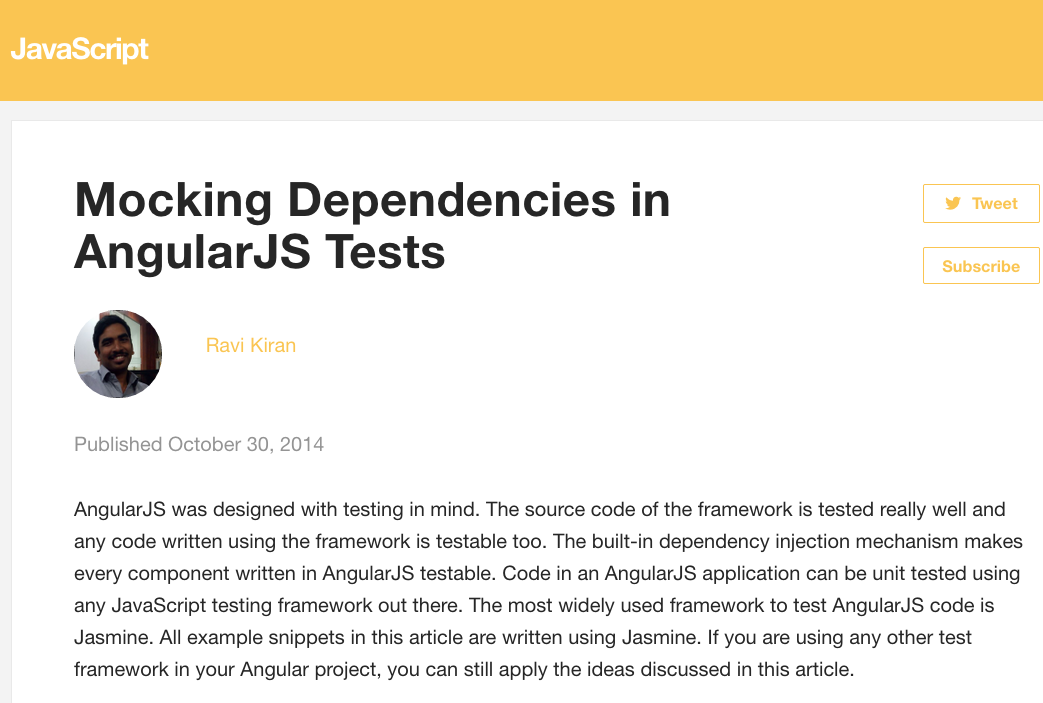 JavaScript
Mocking Dependencies in
AngularJS Tests
Tweet
Subscribe
Ravi Kiran
Published October 30, 2014
AngularJS was designed with testing in mind. The source code of the framework is tested really well and
any code written using the framework is testable too. The built-in dependency injection mechanism makes
every component written in AngularJS testable. Code in an AngularJS application can be unit tested using
any JavaScript testing framework out there. The most widely used framework to test AngularJS code is
Jasmine. All example snippets in this article are written using Jasmine. If you are using any other test
framework in your Angular project, you can still apply the ideas discussed in this article.